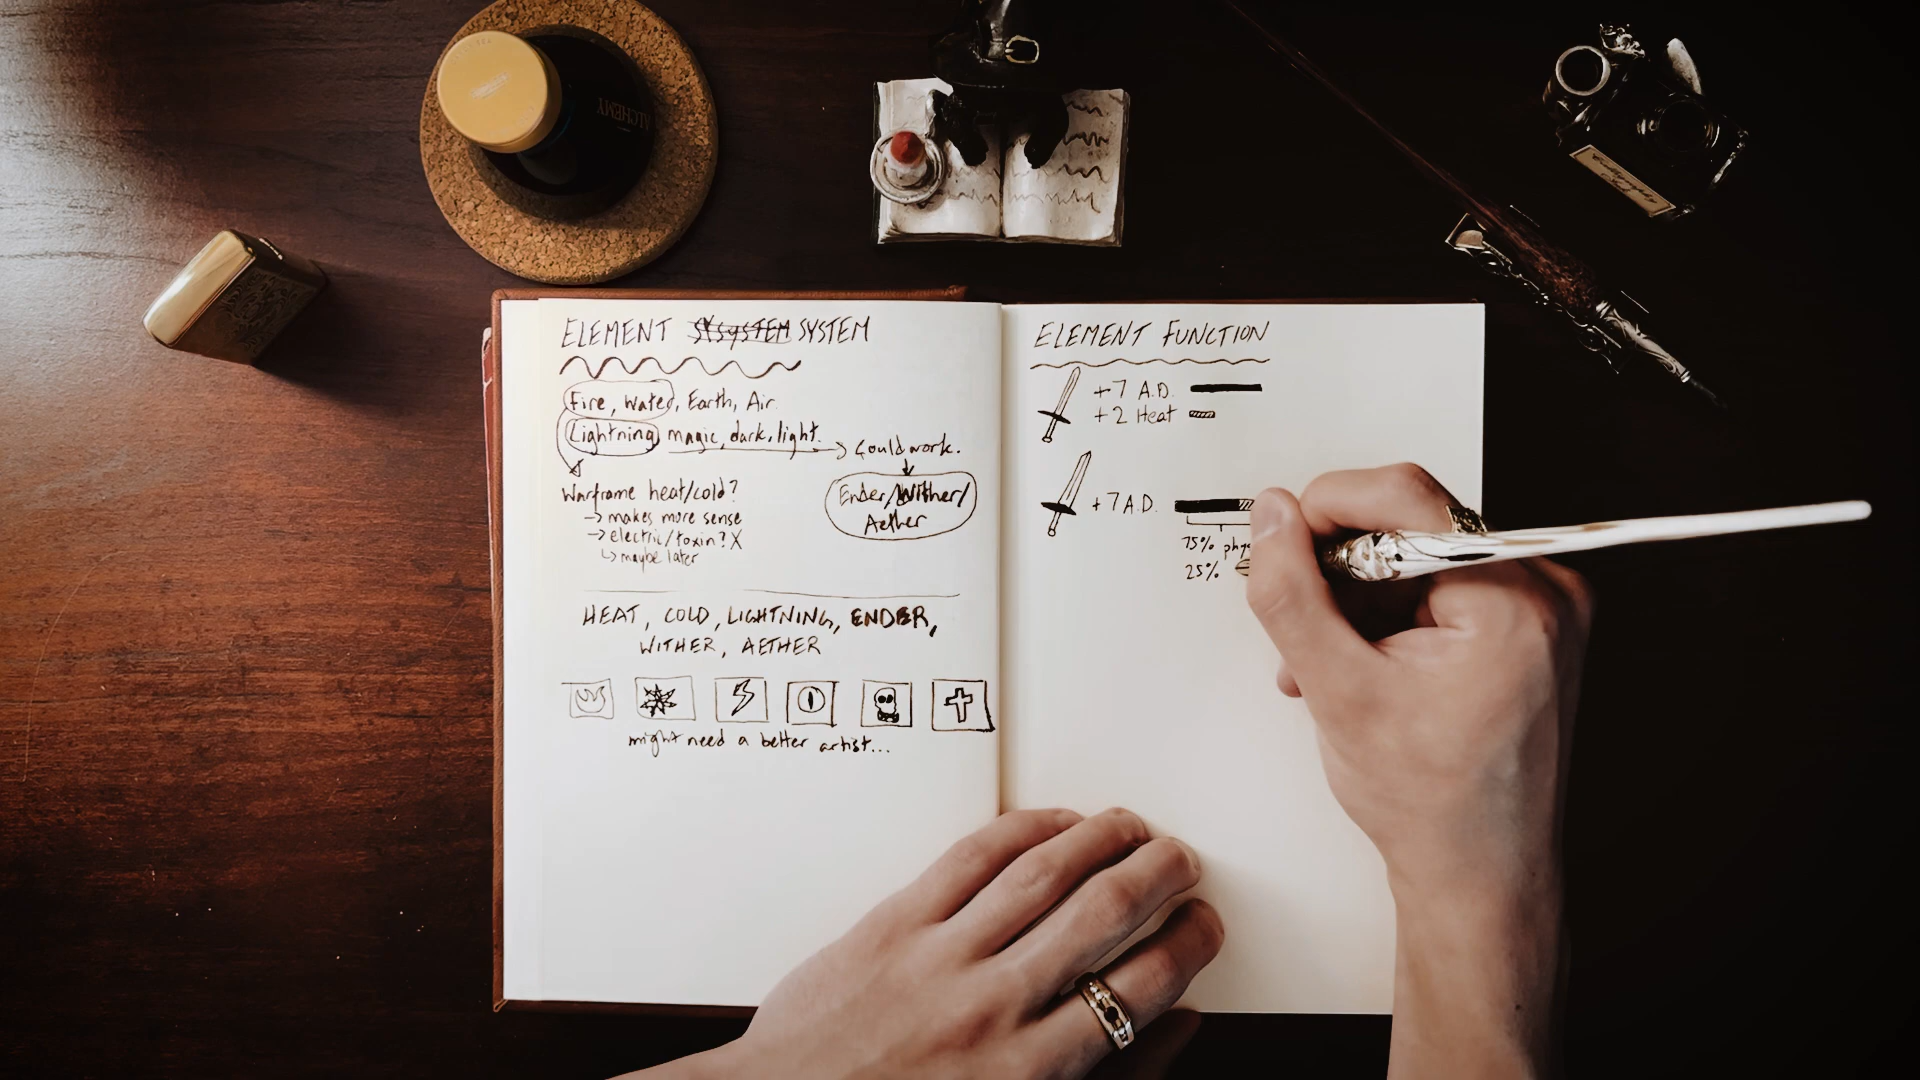 ALCHEMY
ELEMENT SYSTEM
Fire, Water, Earth, Air.
Lightning, magic, dark, light.
Could work.
Ender/Wither/
Aether
Warframe heat/cold?
→ makes more sense
→ electric/toxin? X
↳ maybe later
HEAT, COLD, LIGHTNING, ENDER,
WITHER, AETHER
might need a better artist...
ELEMENT FUNCTION
+7 A.D.
+2 Heat
+7 A.D.
75% phy
25%